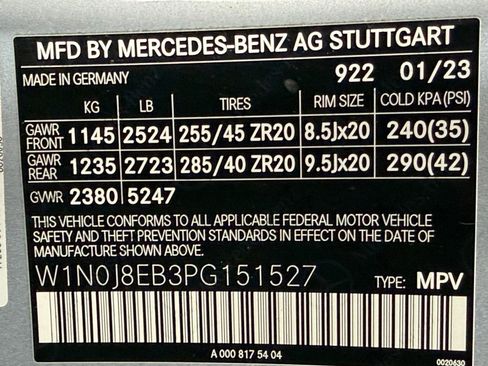 MFD BY MERCEDES-BENZ AG STUTTGART
MADE IN GERMANY 922 01/23
KG LB TIRES RIM SIZE COLD KPA (PSI)
GAWR FRONT 1145 2524 255/45 ZR20 8.5Jx20 240(35)
GAWR REAR 1235 2723 285/40 ZR20 9.5Jx20 290(42)
GVWR 2380 5247
THIS VEHICLE CONFORMS TO ALL APPLICABLE FEDERAL MOTOR VEHICLE
SAFETY STANDARDS IN EFFECT ON THE DATE OF
MANUFACTURE SHOWN ABOVE.
W1N0J8EB3PG151527 TYPE: MPV
A 000 817 54 04
0020630